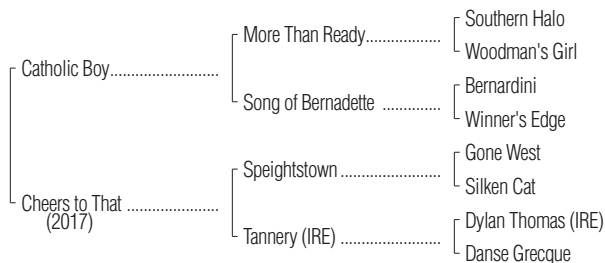 Southern Halo
More Than Ready
Woodman's Girl
Catholic Boy
Bernardini
Song of Bernadette
Winner's Edge
Gone West
Speightstown
Silken Cat
Cheers to That
(2017)
Dylan Thomas (IRE)
Tannery (IRE)
Danse Grecque